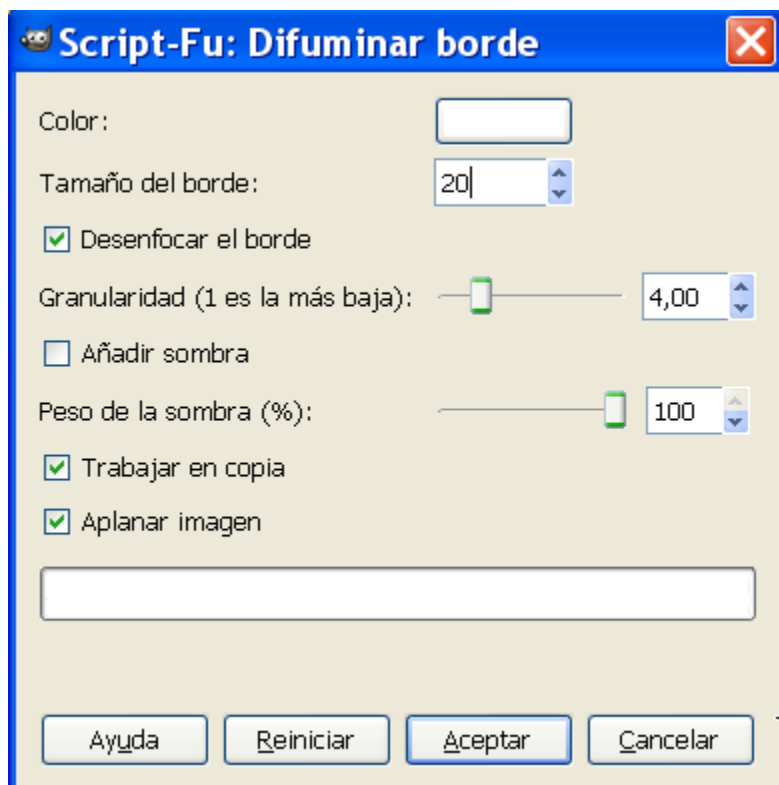 Script-Fu: Difuminar borde
Color:
Tamaño del borde: 20
Desenfocar el borde
Granularidad (1 es la más baja): 4,00
Añadir sombra
Peso de la sombra (%): 100
Trabajar en copia
Aplanar imagen
Ayuda Reiniciar Aceptar Cancelar